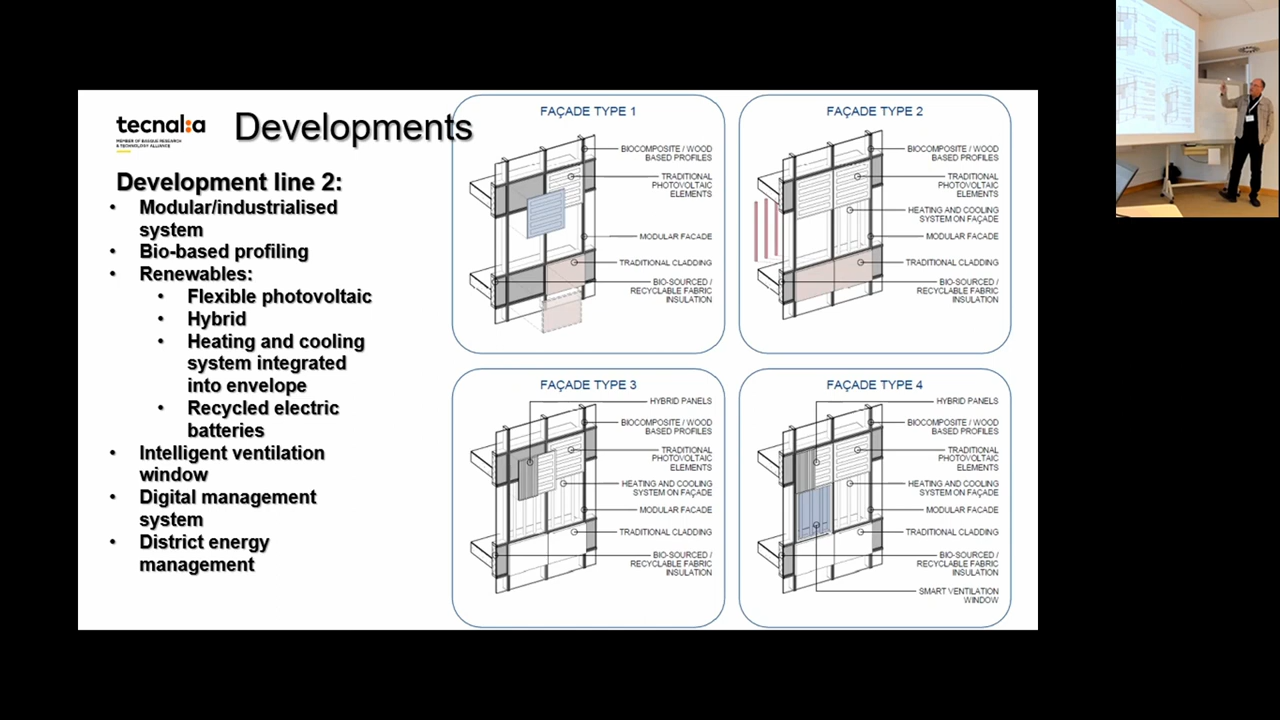 tecnal:a
MEMBER OF BASQUE RESEARCH
& TECHNOLOGY ALLIANCE
Developments
Development line 2:
• Modular/industrialised
system
• Bio-based profiling
• Renewables:
• Flexible photovoltaic
• Hybrid
• Heating and cooling
system integrated
into envelope
• Recycled electric
batteries
• Intelligent ventilation
window
• Digital management
system
• District energy
management
FAÇADE TYPE 1
BIOCOMPOSITE / WOOD
BASED PROFILES
TRADITIONAL
PHOTOVOLTAIC
ELEMENTS
MODULAR FACADE
TRADITIONAL CLADDING
BIO-SOURCED /
RECYCLABLE FABRIC
INSULATION
FAÇADE TYPE 2
BIOCOMPOSITE / WOOD
BASED PROFILES
TRADITIONAL
PHOTOVOLTAIC
ELEMENTS
HEATING AND COOLING
SYSTEM ON FAÇADE
MODULAR FACADE
TRADITIONAL CLADDING
BIO-SOURCED /
RECYCLABLE FABRIC
INSULATION
FAÇADE TYPE 3
HYBRID PANELS
BIOCOMPOSITE / WOOD
BASED PROFILES
TRADITIONAL
PHOTOVOLTAIC
ELEMENTS
HEATING AND COOLING
SYSTEM ON FAÇADE
MODULAR FACADE
TRADITIONAL CLADDING
BIO-SOURCED /
RECYCLABLE FABRIC
INSULATION
FAÇADE TYPE 4
HYBRID PANELS
BIOCOMPOSITE / WOOD
BASED PROFILES
TRADITIONAL
PHOTOVOLTAIC
ELEMENTS
HEATING AND COOLING
SYSTEM ON FAÇADE
MODULAR FACADE
TRADITIONAL CLADDING
BIO-SOURCED /
RECYCLABLE FABRIC
INSULATION
SMART VENTILATION
WINDOW